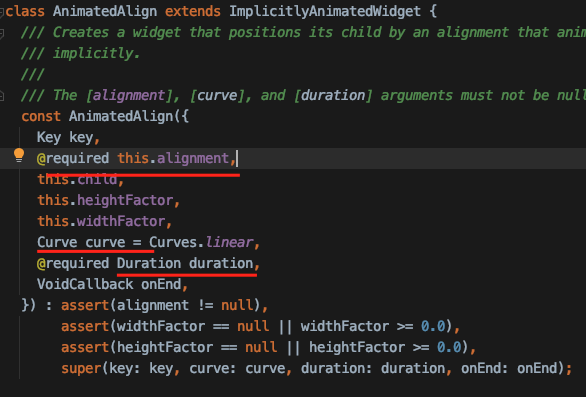 class AnimatedAlign extends ImplicitlyAnimatedWidget {
/// Creates a widget that positions its child by an alignment that ani
/// implicitly.
///
/// The [alignment], [curve], and [duration] arguments must not be null
const AnimatedAlign({
Key key,
@required this.alignment,
this.child,
this.heightFactor,
this.widthFactor,
Curve curve = Curves.linear,
@required Duration duration,
VoidCallback onEnd,
}) : assert(alignment != null),
assert(widthFactor == null || widthFactor >= 0.0),
assert(heightFactor == null || heightFactor >= 0.0),
super(key: key, curve: curve, duration: duration, onEnd: onEnd);